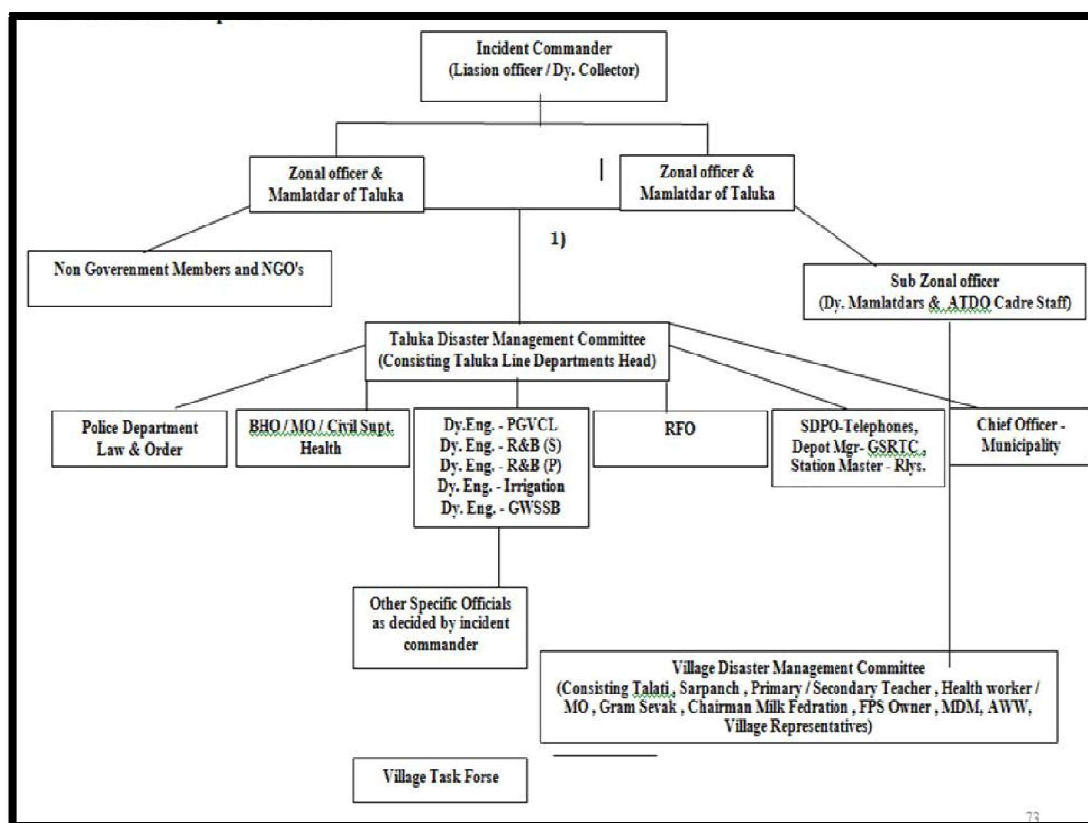 Incident Commander
(Liasion officer / Dy. Collector)
Zonal officer &
Mamlatdar of Taluka
Zonal officer &
Mamlatdar of Taluka
1)
Non Government Members and NGO's
Sub Zonal officer
(Dy. Mamlatdars & ATDO Cadre Staff)
Taluka Disaster Management Committee
(Consisting Taluka Line Departments Head)
Police Department
Law & Order
BHO / MO / Civil Supt.
Health
Dy.Eng. - PGVCL
Dy. Eng. - R&B (S)
Dy. Eng. - R&B (P)
Dy. Eng. - Irrigation
Dy. Eng. - GWSSB
RFO
SDPO-Telephones,
Depot Mgr- GSRTC ,
Station Master - Rlys.
Chief Officer -
Municipality
Other Specific Officials
as decided by incident
commander
Village Disaster Management Committee
(Consisting Talati , Sarpanch , Primary / Secondary Teacher , Health worker /
MO , Gram Sevak , Chairman Milk Fedration , FPS Owner , MDM, AWW,
Village Representatives)
Village Task Forse
73